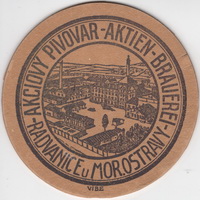 AKCIOVÝ PIVOVAR-AKTIEN-BRAUEREI-
RADVANICE u MOR.OSTRAVY-